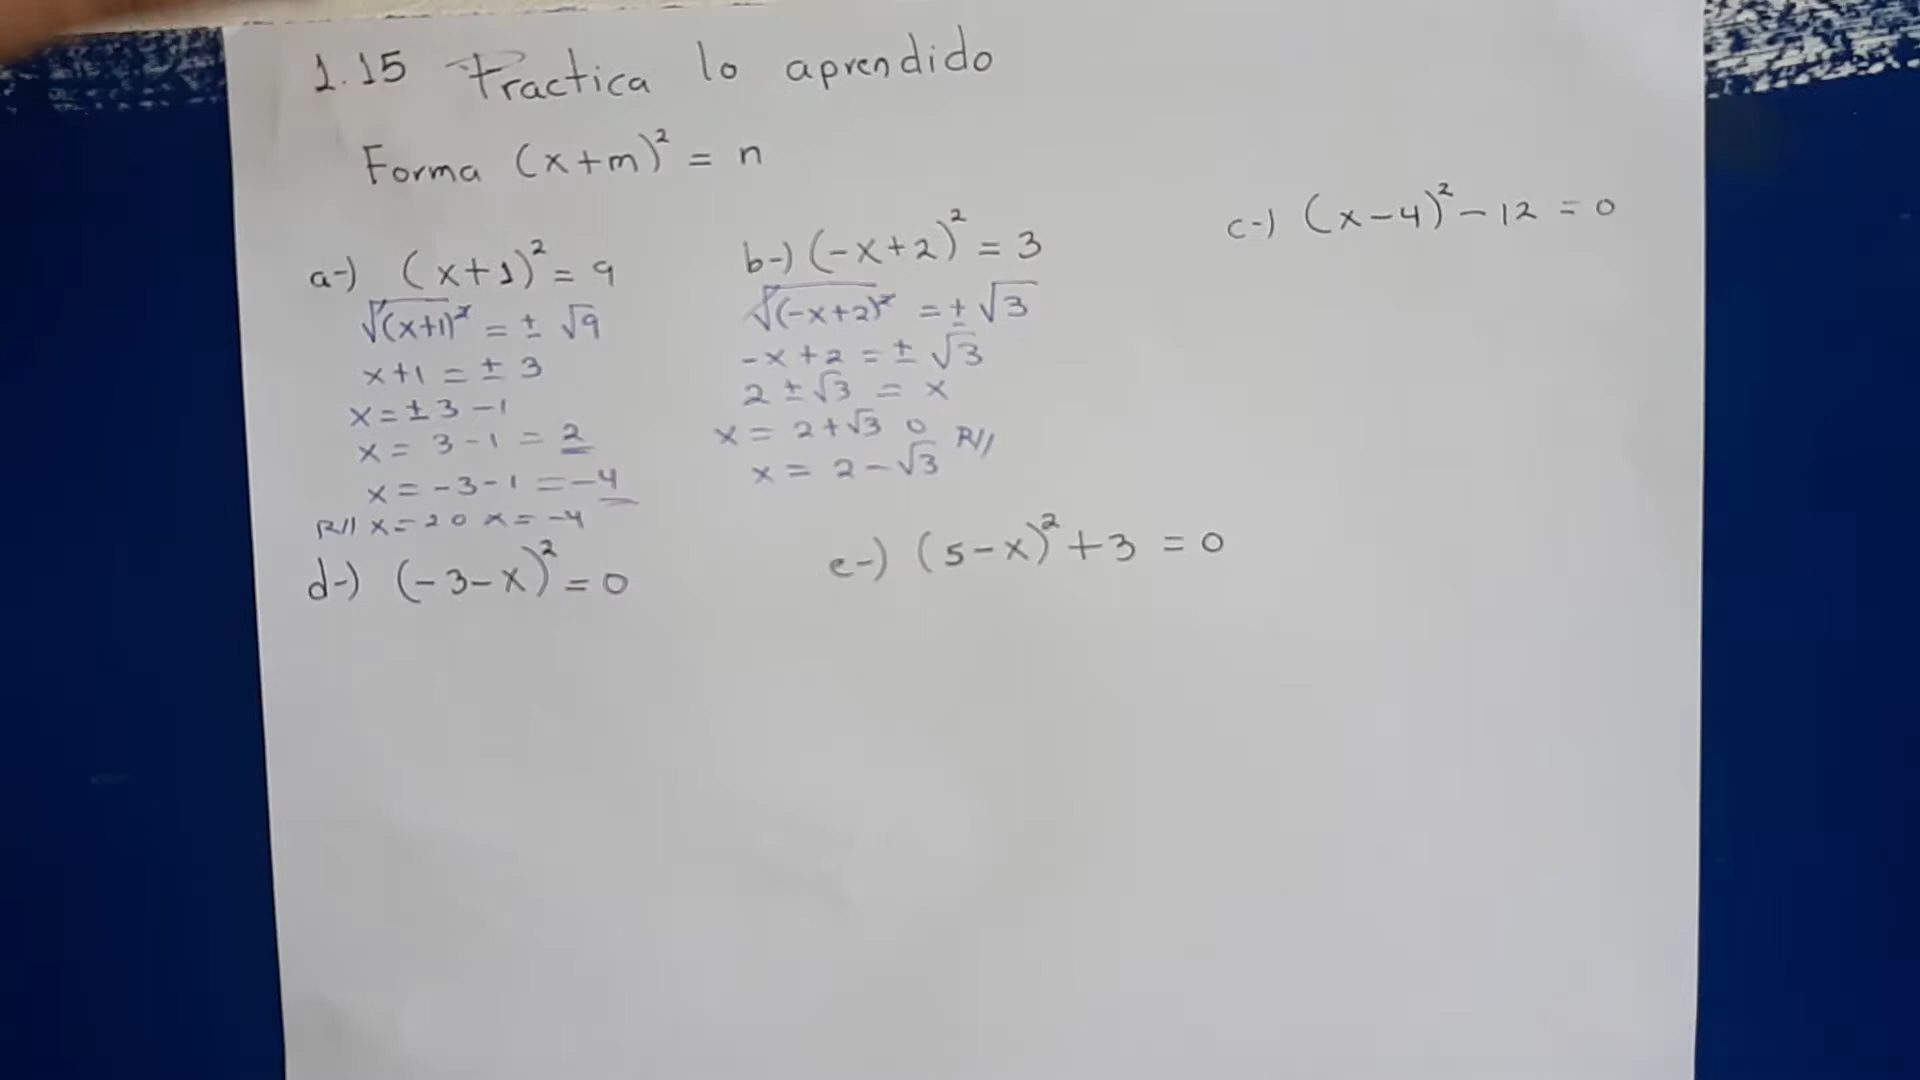 1.15 Practica lo aprendido
Forma (x+m)² = n
a-) (x+1)² = 9
√(x+1)² = ± √9
x+1 = ± 3
x = ± 3 - 1
x = 3 - 1 = 2
x = -3 - 1 = -4
R// x = 2 o x = -4
b-) (-x+2)² = 3
√(-x+2)² = ± √3
-x + 2 = ± √3
2 ± √3 = x
x = 2 + √3 o
x = 2 - √3 R//
c-) (x-4)² - 12 = 0
d-) (-3-x)² = 0
e-) (5-x)² + 3 = 0